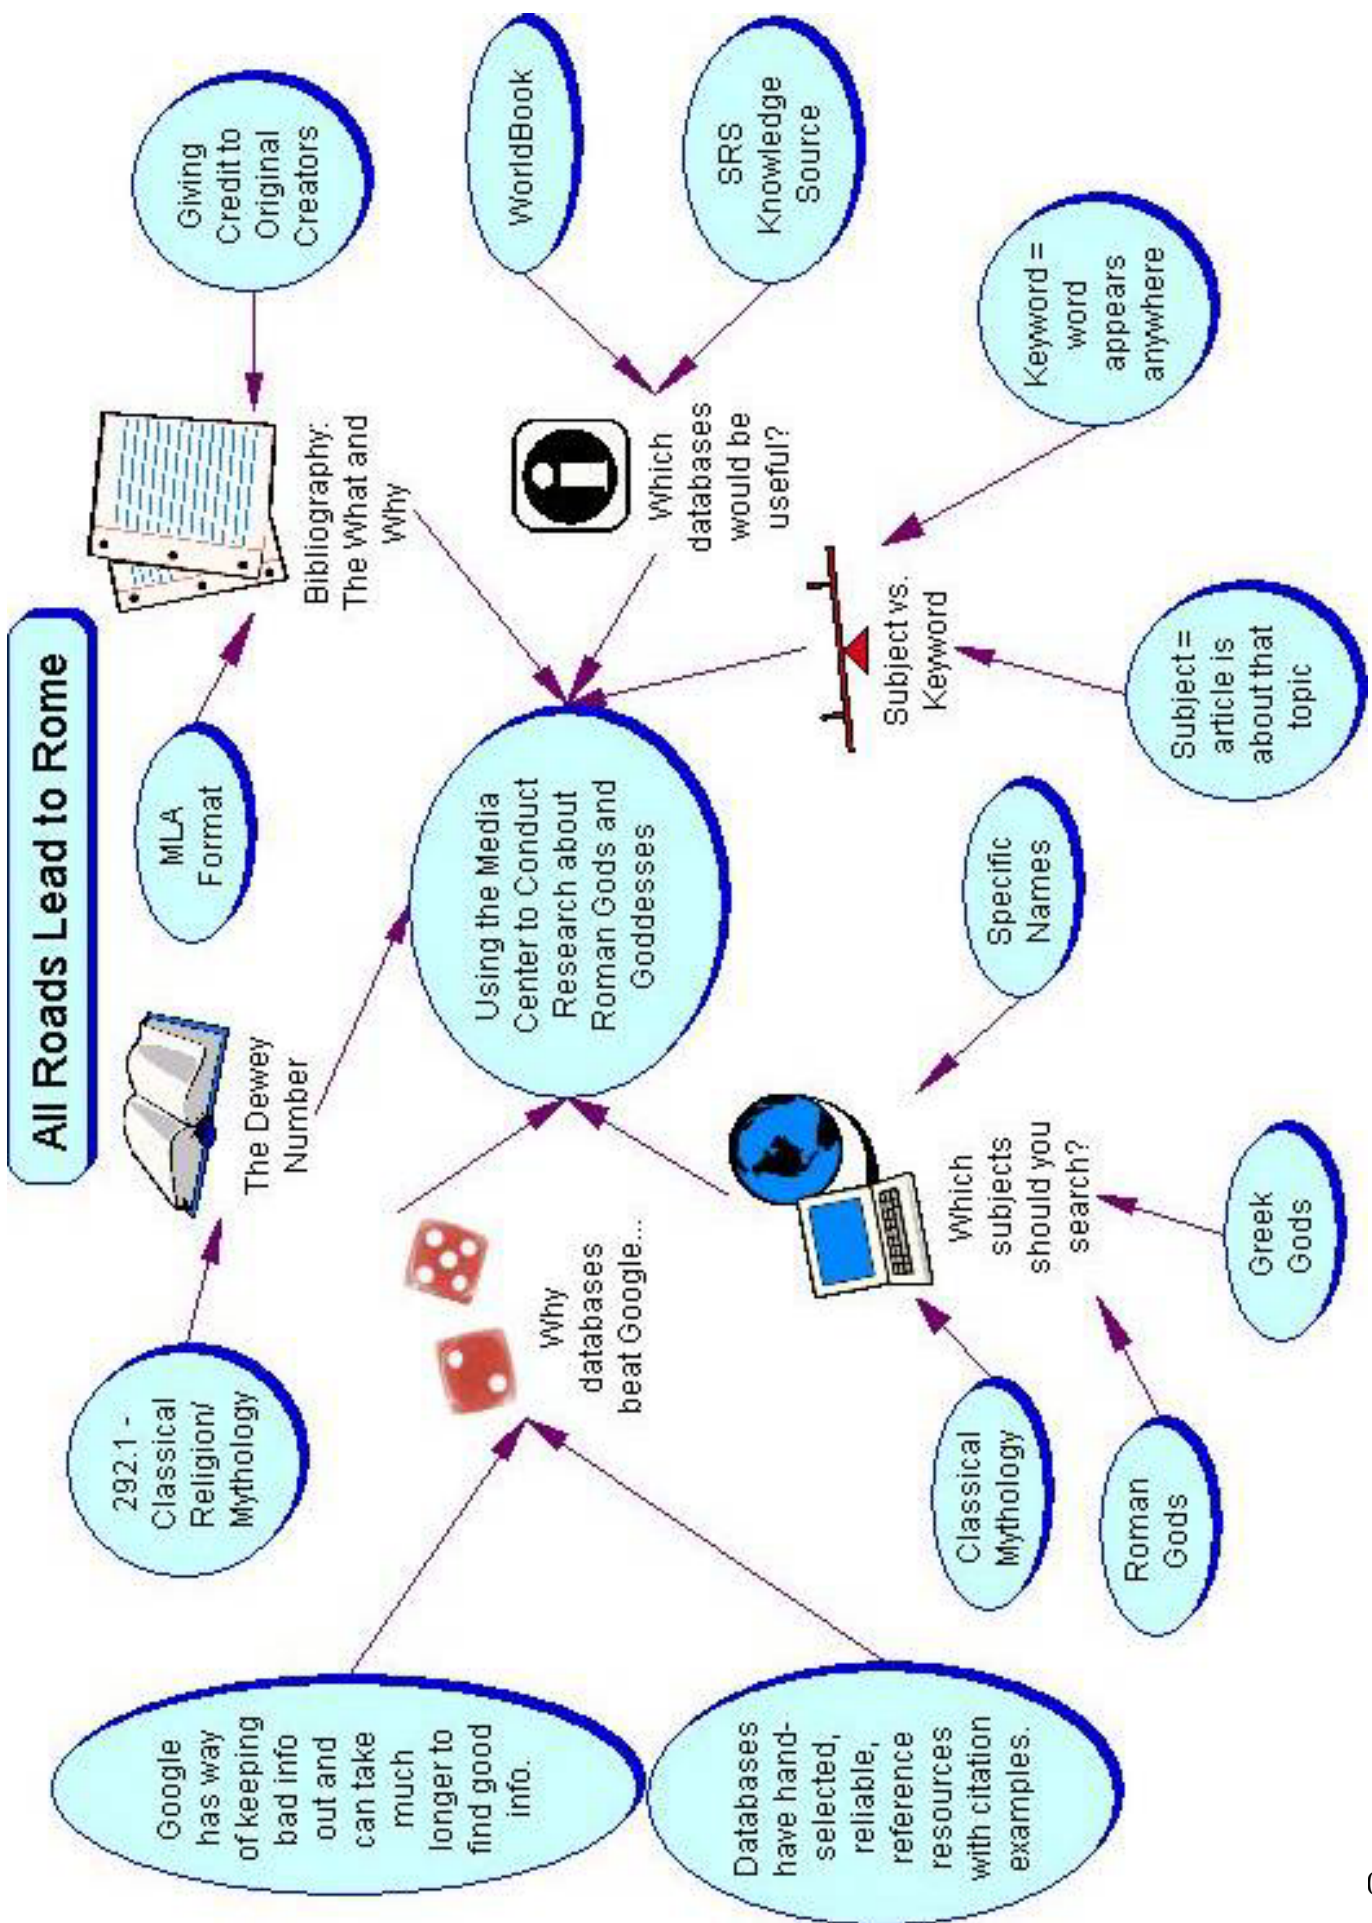 All Roads Lead to Rome
292.1 -
Classical
Religion/
Mythology
The Dewey
Number
MLA
Format
Giving
Credit to
Original
Creators
Bibliography:
The What and
Why
Google
has way
of keeping
bad info
out and
can take
much
longer to
find good
info.
Databases
have hand-
selected,
reliable,
reference
resources
with citation
examples.
Why
databases
beat Google...
Using the Media
Center to Conduct
Research about
Roman Gods and
Goddesses
Which
databases
would be
useful?
WorldBook
SRS
Knowledge
Source
Classical
Mythology
Roman
Gods
Greek
Gods
Specific
Names
Which
subjects
should you
search?
Subject vs.
Keyword
Subject =
article is
about that
topic
Keyword =
word
appears
anywhere